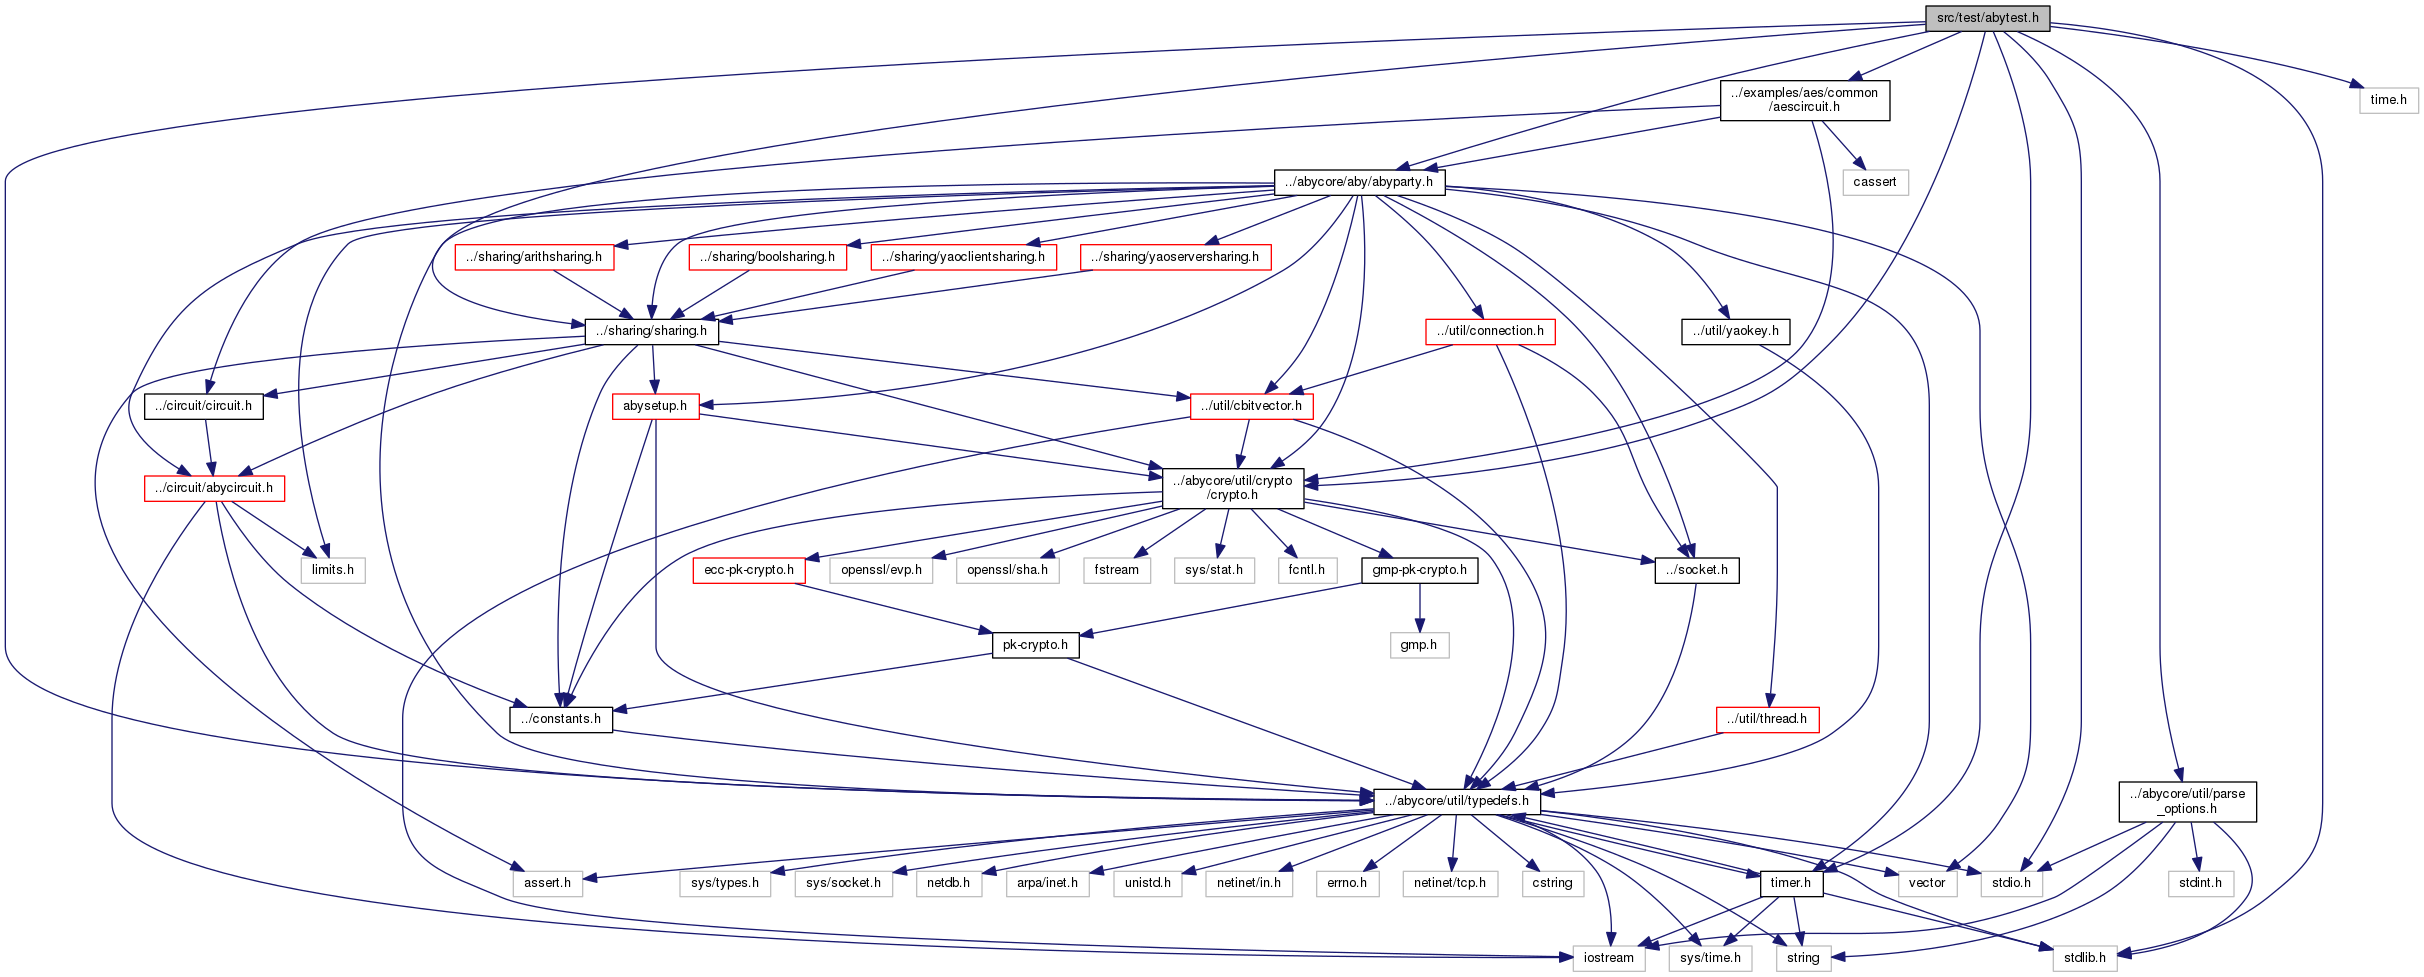 src/test/abytest.h
../examples/aes/common
/aescircuit.h
time.h
../abycore/aby/abyparty.h
cassert
../sharing/arithsharing.h
../sharing/boolsharing.h
../sharing/yaoclientsharing.h
../sharing/yaoserversharing.h
../sharing/sharing.h
../util/connection.h
../util/yaokey.h
../circuit/circuit.h
abysetup.h
../util/cbitvector.h
../circuit/abycircuit.h
../abycore/util/crypto
/crypto.h
limits.h
ecc-pk-crypto.h
openssl/evp.h
openssl/sha.h
fstream
sys/stat.h
fcntl.h
gmp-pk-crypto.h
../socket.h
pk-crypto.h
gmp.h
../constants.h
../util/thread.h
../abycore/util/typedefs.h
../abycore/util/parse
_options.h
assert.h
sys/types.h
sys/socket.h
netdb.h
arpa/inet.h
unistd.h
netinet/in.h
errno.h
netinet/tcp.h
cstring
timer.h
vector
stdio.h
stdint.h
iostream
sys/time.h
string
stdlib.h